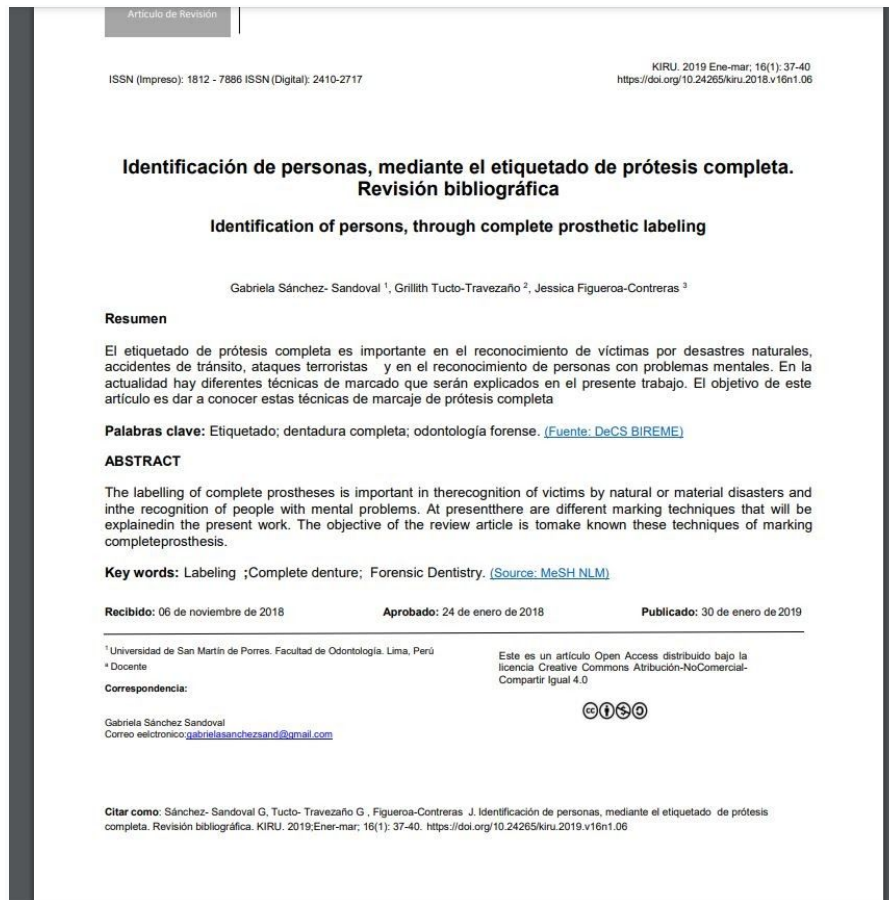 Artículo de Revisión
ISSN (Impreso): 1812 - 7886 ISSN (Digital): 2410-2717
KIRU. 2019 Ene-mar; 16(1): 37-40
https://doi.org/10.24265/kiru.2018.v16n1.06
Identificación de personas, mediante el etiquetado de prótesis completa.
Revisión bibliográfica
Identification of persons, through complete prosthetic labeling
Gabriela Sánchez- Sandoval 1, Grillith Tucto-Travezaño 2, Jessica Figueroa-Contreras 3
Resumen
El etiquetado de prótesis completa es importante en el reconocimiento de víctimas por desastres naturales,
accidentes de tránsito, ataques terroristas y en el reconocimiento de personas con problemas mentales. En la
actualidad hay diferentes técnicas de marcado que serán explicados en el presente trabajo. El objetivo de este
artículo es dar a conocer estas técnicas de marcaje de prótesis completa
Palabras clave: Etiquetado; dentadura completa; odontología forense. (Fuente: DeCS BIREME)
ABSTRACT
The labelling of complete prostheses is important in therecognition of victims by natural or material disasters and
inthe recognition of people with mental problems. At presentthere are different marking techniques that will be
explainedin the present work. The objective of the review article is tomake known these techniques of marking
completeprosthesis.
Key words: Labeling ;Complete denture; Forensic Dentistry. (Source: MeSH NLM)
Recibido: 06 de noviembre de 2018 Aprobado: 24 de enero de 2018 Publicado: 30 de enero de 2019
1 Universidad de San Martín de Porres. Facultad de Odontología. Lima, Perú
a Docente
Correspondencia:
Gabriela Sánchez Sandoval
Correo eelctronico:gabrielasanchezsand@gmail.com
Este es un artículo Open Access distribuido bajo la
licencia Creative Commons Atribución-NoComercial-
Compartir Igual 4.0
Citar como: Sánchez- Sandoval G, Tucto- Travezaño G , Figueroa-Contreras J. Identificación de personas, mediante el etiquetado de prótesis
completa. Revisión bibliográfica. KIRU. 2019;Ener-mar; 16(1): 37-40. https://doi.org/10.24265/kiru.2019.v16n1.06